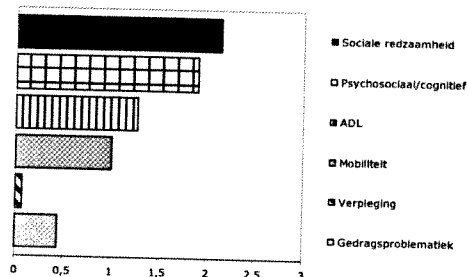 Sociale redzaamheid
Psychosociaal/cognitief
ADL
Mobiliteit
Verpleging
Gedragsproblematiek
0 0,5 1 1,5 2 2,5 3